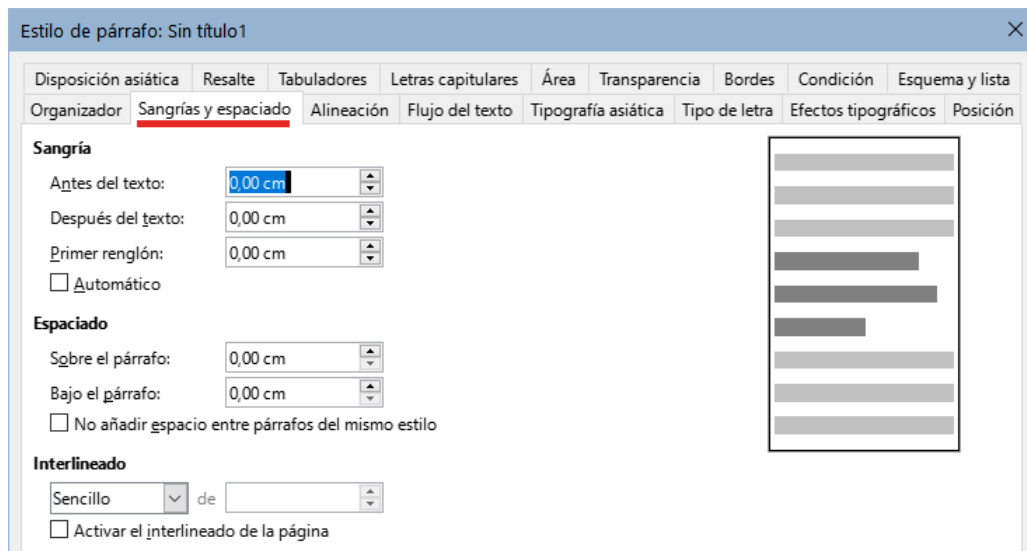 Estilo de párrafo: Sin título1
Disposición asiática Resalte Tabuladores Letras capitulares Área Transparencia Bordes Condición Esquema y lista
Organizador Sangrías y espaciado Alineación Flujo del texto Tipografía asiática Tipo de letra Efectos tipográficos Posición
Sangría
Antes del texto: 0,00 cm
Después del texto: 0,00 cm
Primer renglón: 0,00 cm
Automático
Espaciado
Sobre el párrafo: 0,00 cm
Bajo el párrafo: 0,00 cm
No añadir espacio entre párrafos del mismo estilo
Interlineado
Sencillo de
Activar el interlineado de la página